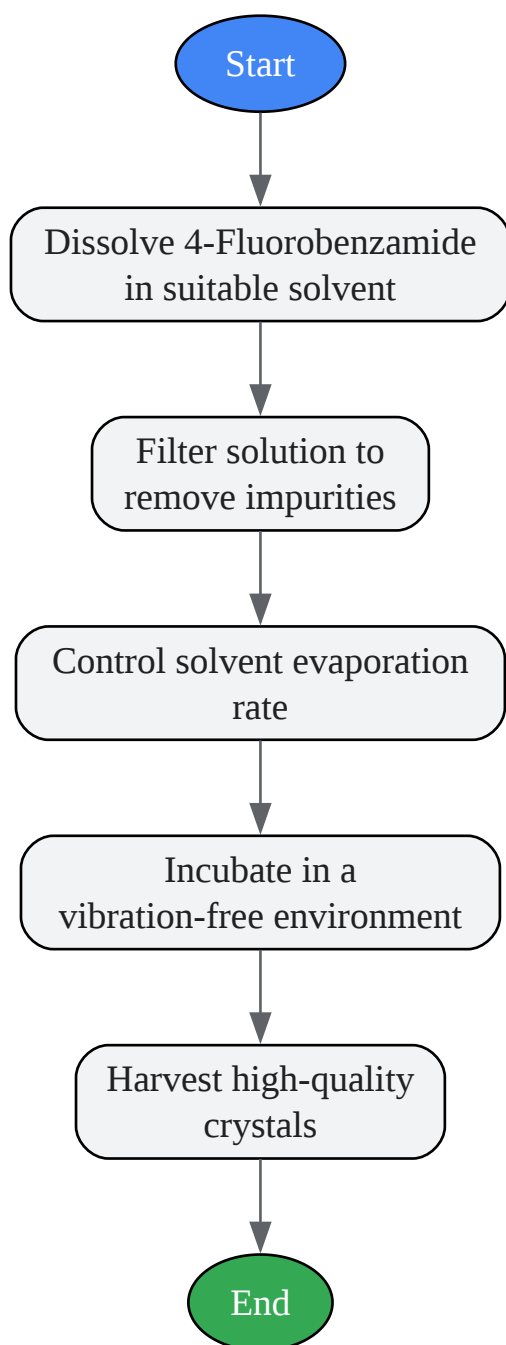 Start
Dissolve 4-Fluorobenzamide
in suitable solvent
Filter solution to
remove impurities
Control solvent evaporation
rate
Incubate in a
vibration-free environment
Harvest high-quality
crystals
End